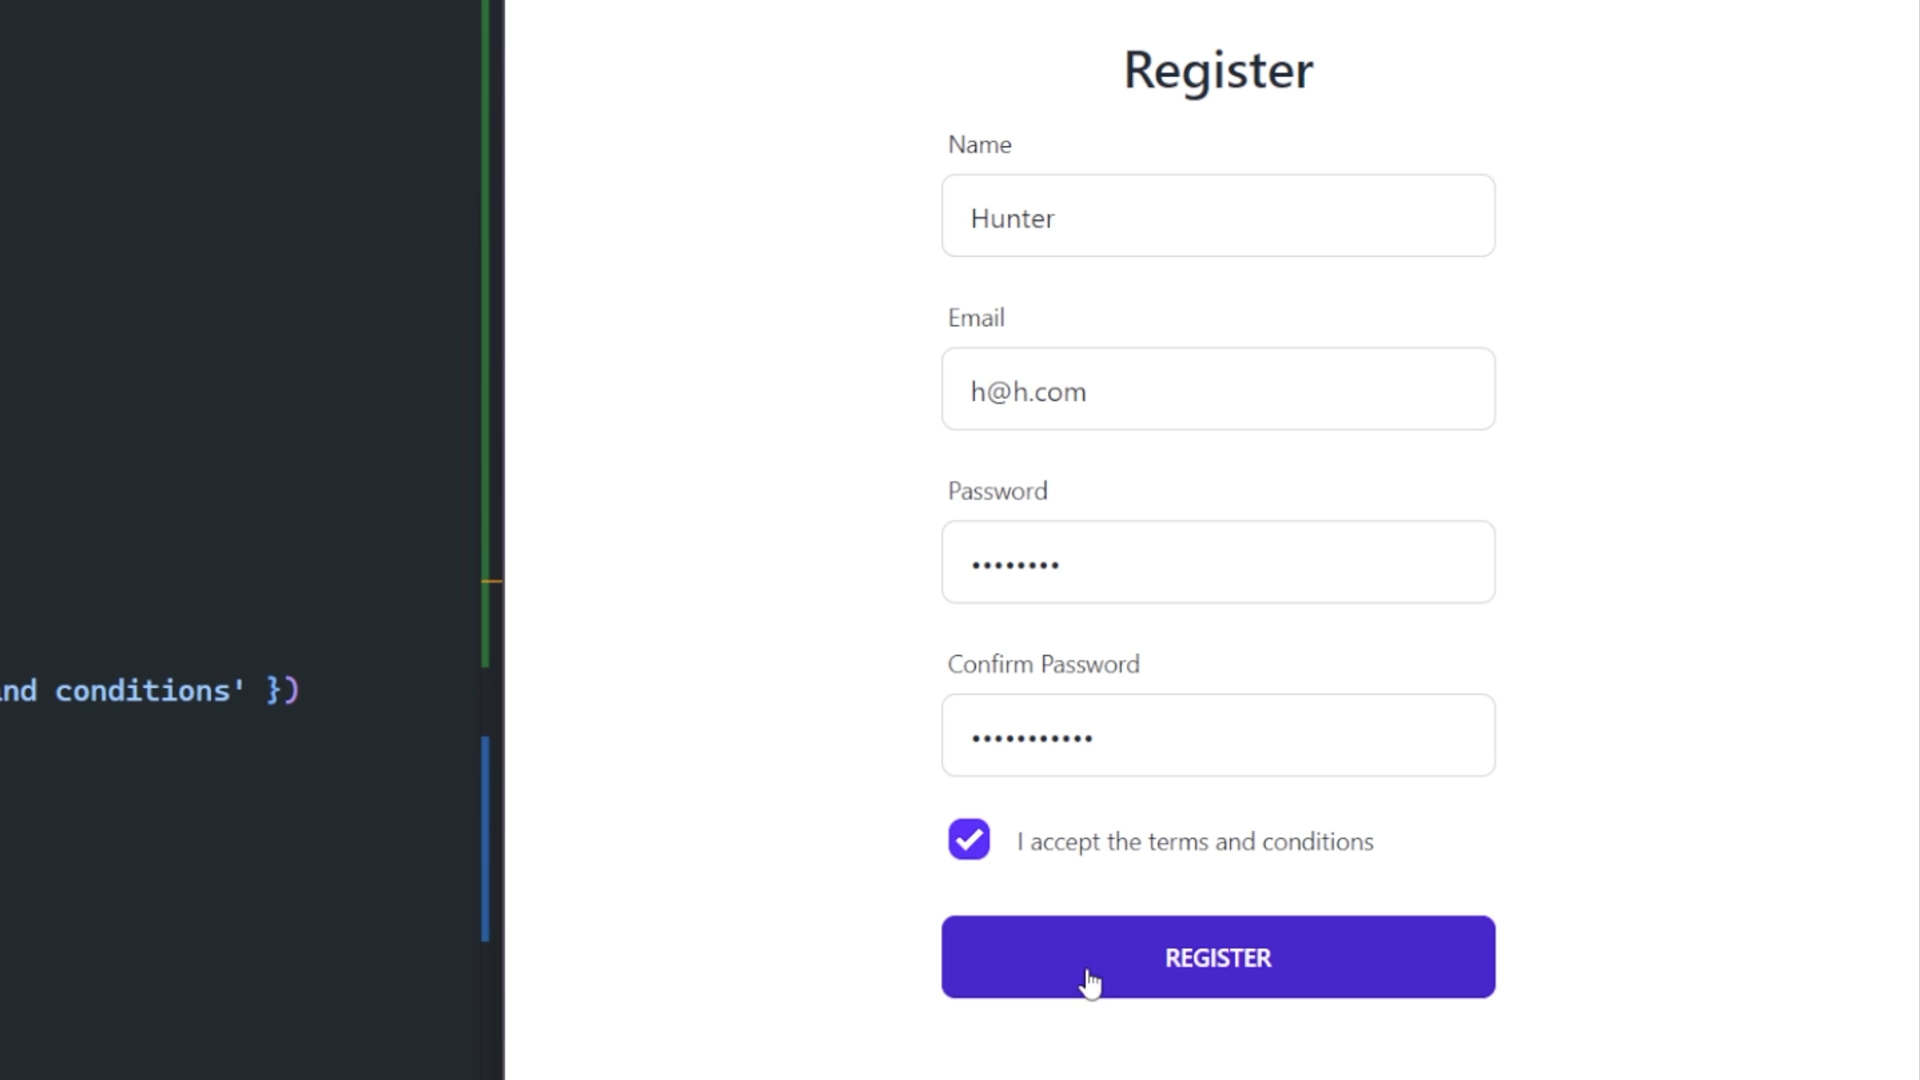 Register
Name
Hunter
Email
h@h.com
Password
••••••••
Confirm Password
•••••••••••
I accept the terms and conditions
REGISTER
nd conditions' })